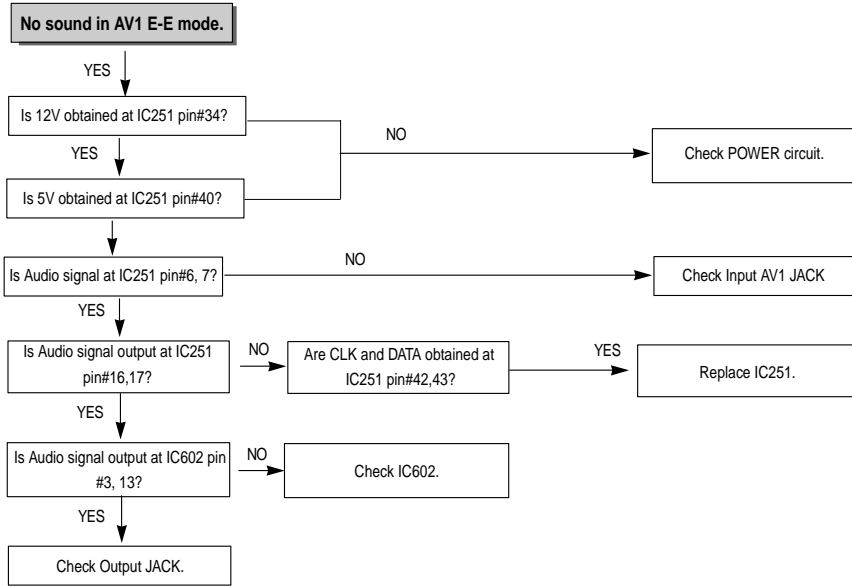 No sound in AV1 E-E mode.
YES
Is 12V obtained at IC251 pin#34?
NO
Check POWER circuit.
YES
Is 5V obtained at IC251 pin#40?
Is Audio signal at IC251 pin#6, 7?
NO
Check Input AV1 JACK
YES
Is Audio signal output at IC251
pin#16,17?
NO
Are CLK and DATA obtained at
IC251 pin#42,43?
YES
Replace IC251.
YES
Is Audio signal output at IC602 pin
#3, 13?
NO
Check IC602.
YES
Check Output JACK.